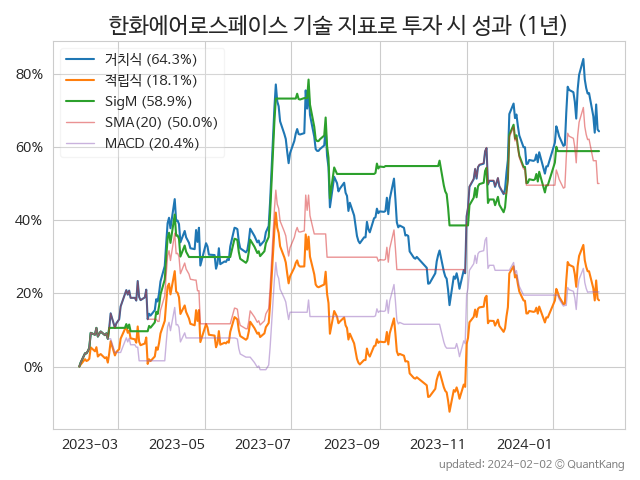 한화에어로스페이스 기술 지표로 투자 시 성과 (1년)
거치식 (64.3%)
적립식 (18.1%)
SigM (58.9%)
SMA(20) (50.0%)
MACD (20.4%)
80%
60%
40%
20%
0%
2023-03 2023-05 2023-07 2023-09 2023-11 2024-01
updated: 2024-02-02 © QuantKang